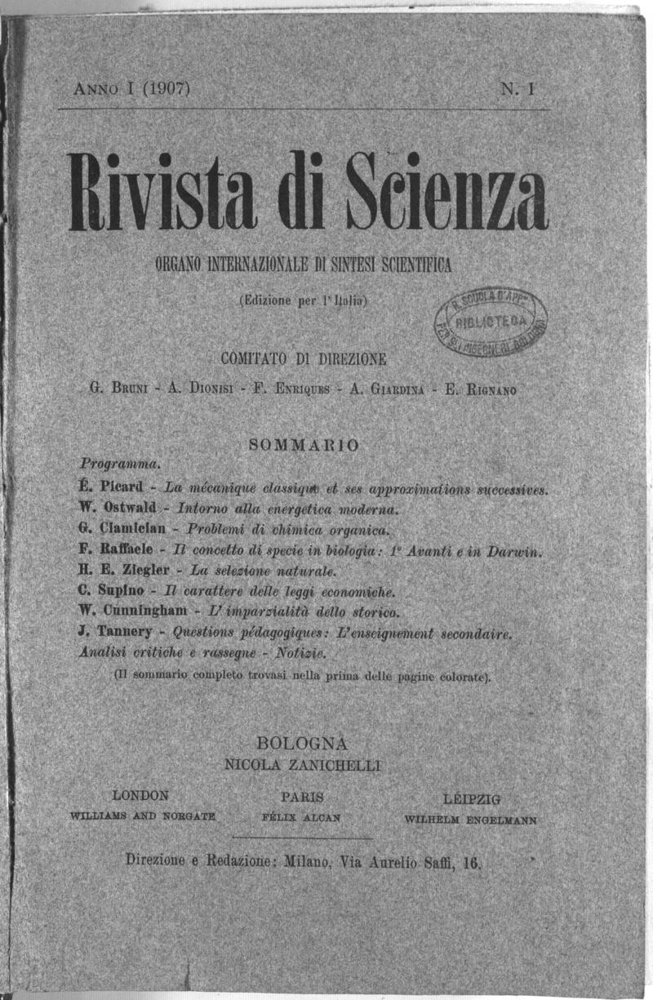 ANNO I (1907) N. 1
Rivista di Scienza
ORGANO INTERNAZIONALE DI SINTESI SCIENTIFICA
(Edizione per l'Italia)
R. SCUOLA D'APP.
BIBLIOTECA
PER GLI INGEGNERI BOLOGNA
COMITATO DI DIREZIONE
G. BRUNI - A. DIONISI - F. ENRIQUES - A. GIARDINA - E. RIGNANO
SOMMARIO
Programma.
É. Picard - La mécanique classique et ses approximations successives.
W. Ostwald - Intorno alla energetica moderna.
G. Ciamician - Problemi di chimica organica.
F. Raffaele - Il concetto di specie in biologia: 1° Avanti e in Darwin.
H. E. Ziegler - La selezione naturale.
C. Supino - Il carattere delle leggi economiche.
W. Cunningham - L'imparzialità dello storico.
J. Tannery - Questions pédagogiques: L'enseignement secondaire.
Analisi critiche e rassegne - Notizie.
(Il sommario completo trovasi nella prima delle pagine colorate).
BOLOGNA
NICOLA ZANICHELLI
LONDON PARIS LEIPZIG
WILLIAMS AND NORGATE FÉLIX ALCAN WILHELM ENGELMANN
Direzione e Redazione: Milano, Via Aurelio Saffi, 16.